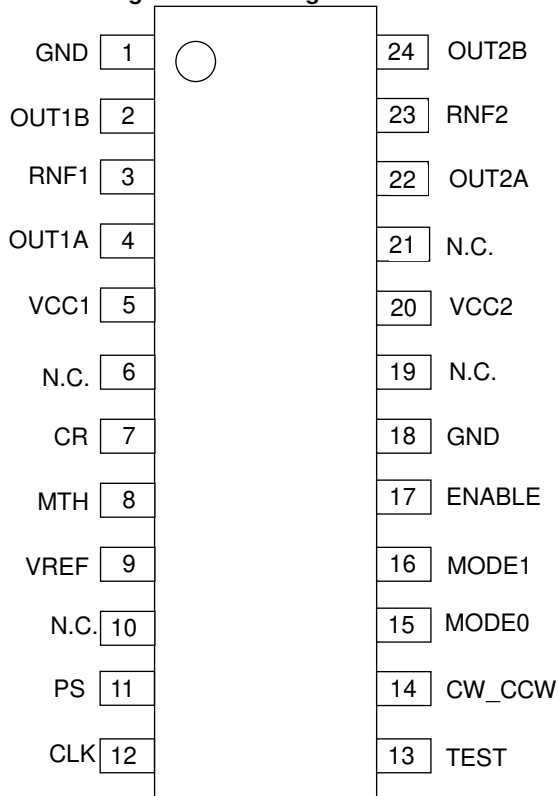 GND 1 24 OUT2B
OUT1B 2 23 RNF2
RNF1 3 22 OUT2A
OUT1A 4 21 N.C.
VCC1 5 20 VCC2
N.C. 6 19 N.C.
CR 7 18 GND
MTH 8 17 ENABLE
VREF 9 16 MODE1
N.C. 10 15 MODE0
PS 11 14 CW_CCW
CLK 12 13 TEST